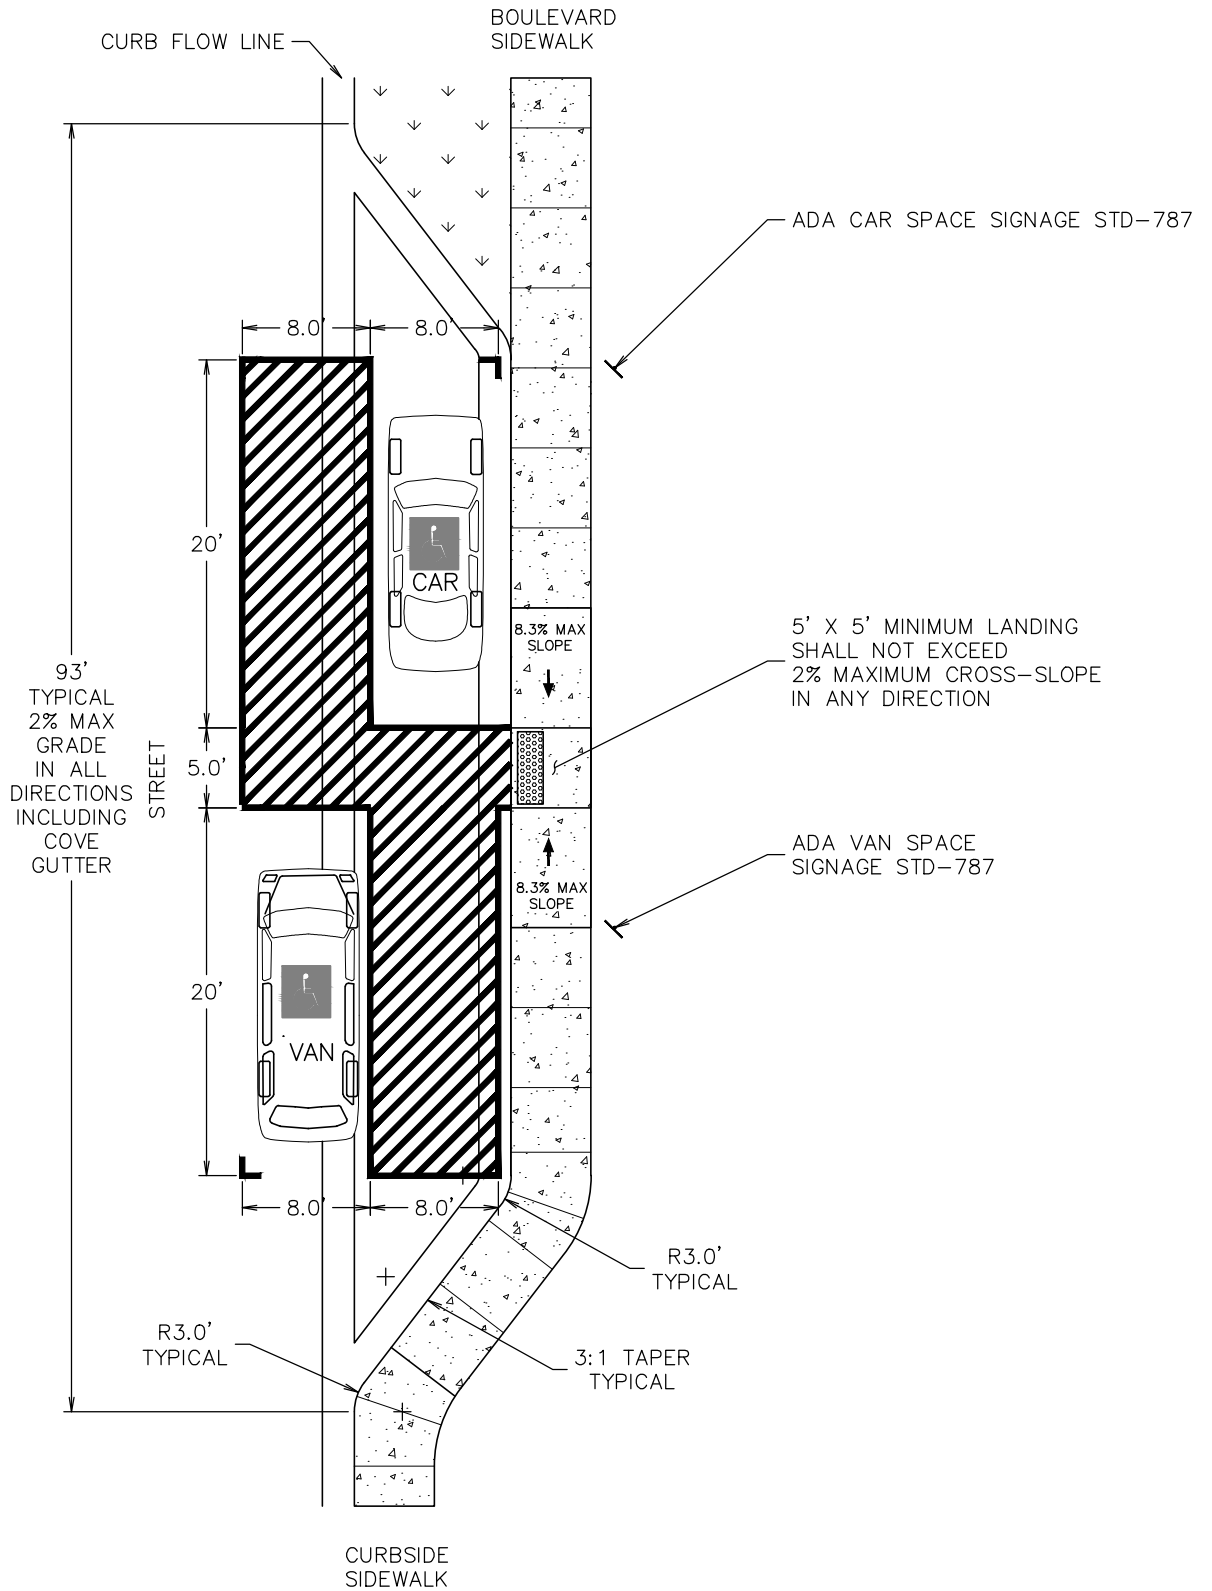 BOULEVARD
SIDEWALK
CURB FLOW LINE
ADA CAR SPACE SIGNAGE STD-787
8.0'
8.0'
20'
CAR
8.3% MAX
SLOPE
5' X 5' MINIMUM LANDING
SHALL NOT EXCEED
2% MAXIMUM CROSS-SLOPE
IN ANY DIRECTION
93'
TYPICAL
2% MAX
GRADE
IN ALL
DIRECTIONS
INCLUDING
COVE
GUTTER
STREET
5.0'
ADA VAN SPACE
SIGNAGE STD-787
8.3% MAX
SLOPE
20'
VAN
8.0'
8.0'
R3.0'
TYPICAL
R3.0'
TYPICAL
3:1 TAPER
TYPICAL
CURBSIDE
SIDEWALK